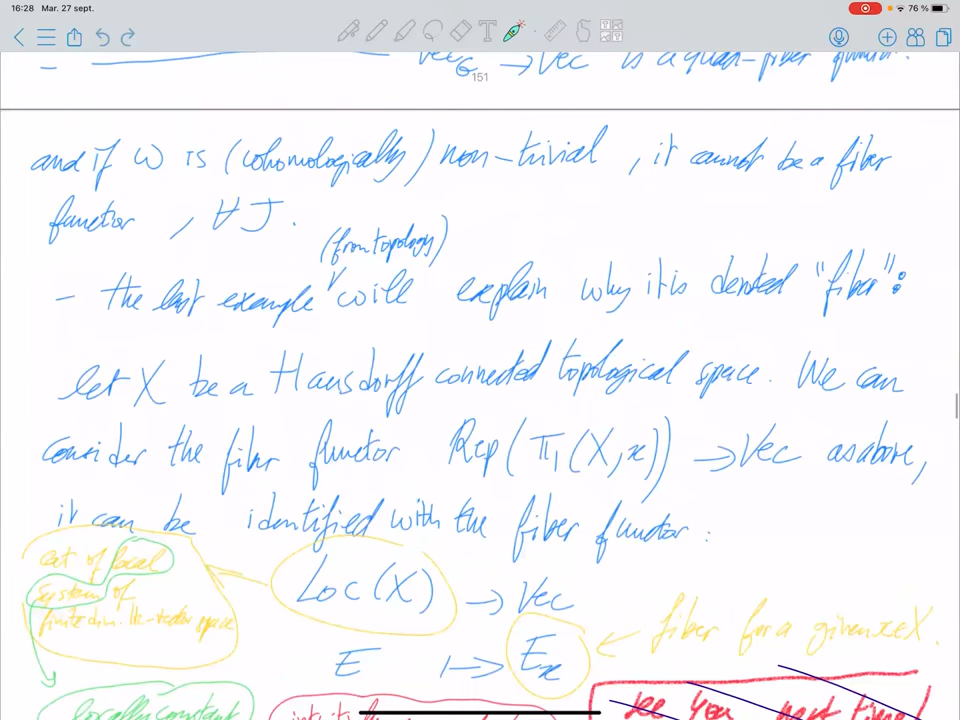 16:28 Mar. 27 sept.
76 %
Vec_G → Vec is a quasi-fiber functor.
151
and if ω is (cohomologically) non-trivial, it cannot be a fiber
functor, ∀ J.
(from topology)
- the last example will explain why it is denoted "fiber":
let X be a Hausdorff connected topological space. We can
consider the fiber functor Rep(π₁(X,x)) → Vec as above,
it can be identified with the fiber functor:
cat of local
system of
finite dim. 𝕜-vector space
Loc(X) → Vec
E ↦ E_x
← fiber for a given x∈X.
locally constant
see you next time!